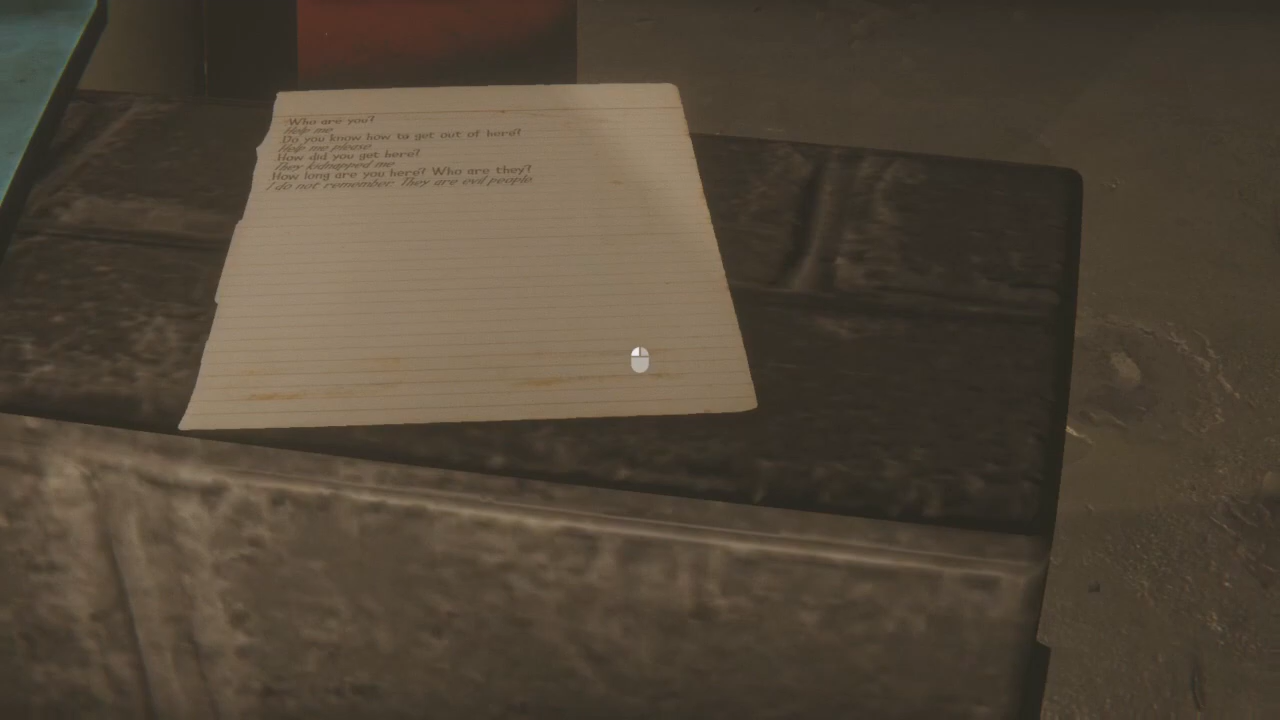 Who are you?
Help me
Do you know how to get out of here?
Help me please
How did you get here?
They kidnapped me
How long are you here? Who are they?
I do not remember. They are evil people